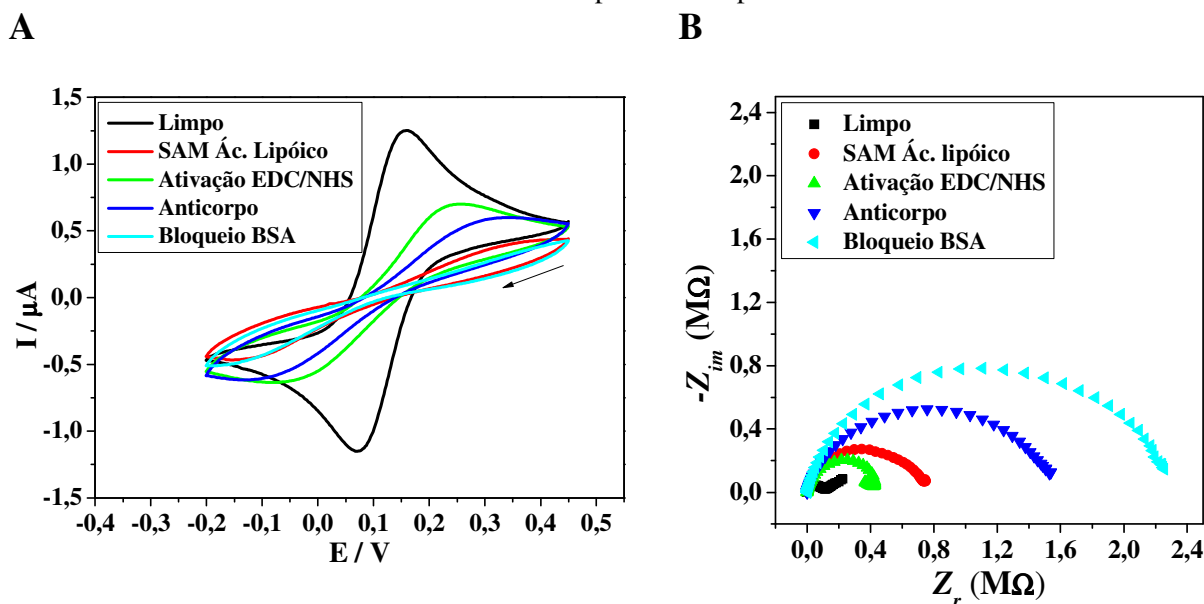 A
1,5
1,0
0,5
0,0
-0,5
-1,0
-1,5
I / µA
Limpo
SAM Ác. Lipóico
Ativação EDC/NHS
Anticorpo
Bloqueio BSA
-0,4 -0,3 -0,2 -0,1 0,0 0,1 0,2 0,3 0,4 0,5
E / V
B
2,4
2,0
1,6
1,2
0,8
0,4
0,0
-Zim (MΩ)
Limpo
SAM Ác. lipóico
Ativação EDC/NHS
Anticorpo
Bloqueio BSA
0,0 0,4 0,8 1,2 1,6 2,0 2,4
Zr (MΩ)